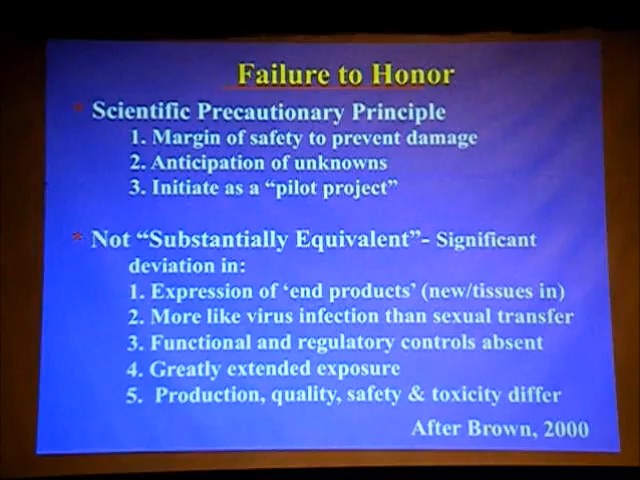 Failure to Honor
* Scientific Precautionary Principle
1. Margin of safety to prevent damage
2. Anticipation of unknowns
3. Initiate as a “pilot project”
* Not “Substantially Equivalent”- Significant
deviation in:
1. Expression of ‘end products’ (new/tissues in)
2. More like virus infection than sexual transfer
3. Functional and regulatory controls absent
4. Greatly extended exposure
5. Production, quality, safety & toxicity differ
After Brown, 2000